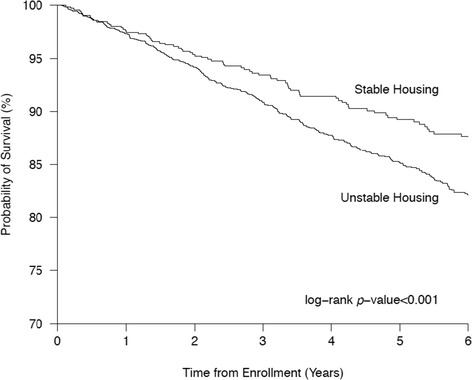 100
95
90
85
80
75
70
Probability of Survival (%)
Stable Housing
Unstable Housing
log−rank p−value<0.001
0 1 2 3 4 5 6
Time from Enrollment (Years)